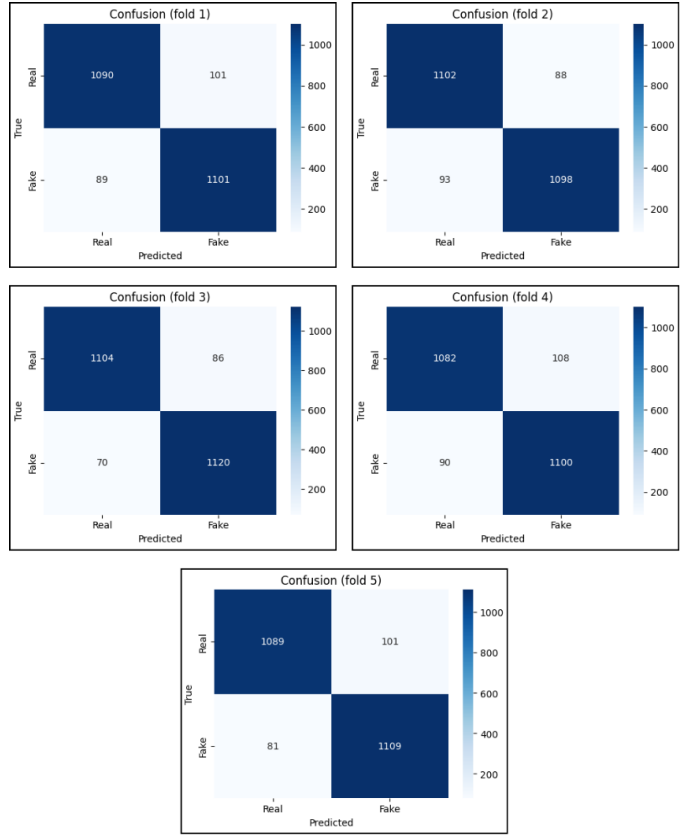 Confusion (fold 1)
Real
1090
101
1000
800
600
400
200
True
Fake
89
1101
Real
Fake
Predicted
Confusion (fold 2)
Real
1102
88
1000
800
600
400
200
True
Fake
93
1098
Real
Fake
Predicted
Confusion (fold 3)
Real
1104
86
1000
800
600
400
200
True
Fake
70
1120
Real
Fake
Predicted
Confusion (fold 4)
Real
1082
108
1000
800
600
400
200
True
Fake
90
1100
Real
Fake
Predicted
Confusion (fold 5)
Real
1089
101
1000
800
600
400
200
True
Fake
81
1109
Real
Fake
Predicted